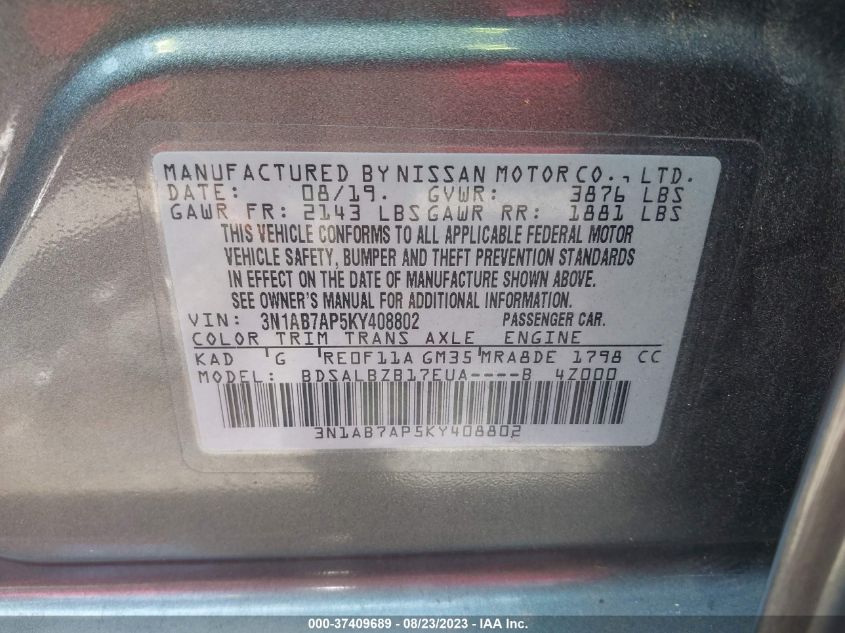 MANUFACTURED BY NISSAN MOTOR CO., LTD.
DATE: 08/19. GVWR: 3876 LBS
GAWR FR: 2143 LBS GAWR RR: 1881 LBS
THIS VEHICLE CONFORMS TO ALL APPLICABLE FEDERAL MOTOR
VEHICLE SAFETY, BUMPER AND THEFT PREVENTION STANDARDS
IN EFFECT ON THE DATE OF MANUFACTURE SHOWN ABOVE.
SEE OWNER'S MANUAL FOR ADDITIONAL INFORMATION.
VIN: 3N1AB7AP5KY408802 PASSENGER CAR.
COLOR TRIM TRANS AXLE ENGINE
KAD G RE0F11A GM35 MRA8DE 1798 CC
MODEL: BDSALBZB17EUA----B 4Z000
3N1AB7AP5KY408802
000-37409689 - 08/23/2023 - IAA Inc.